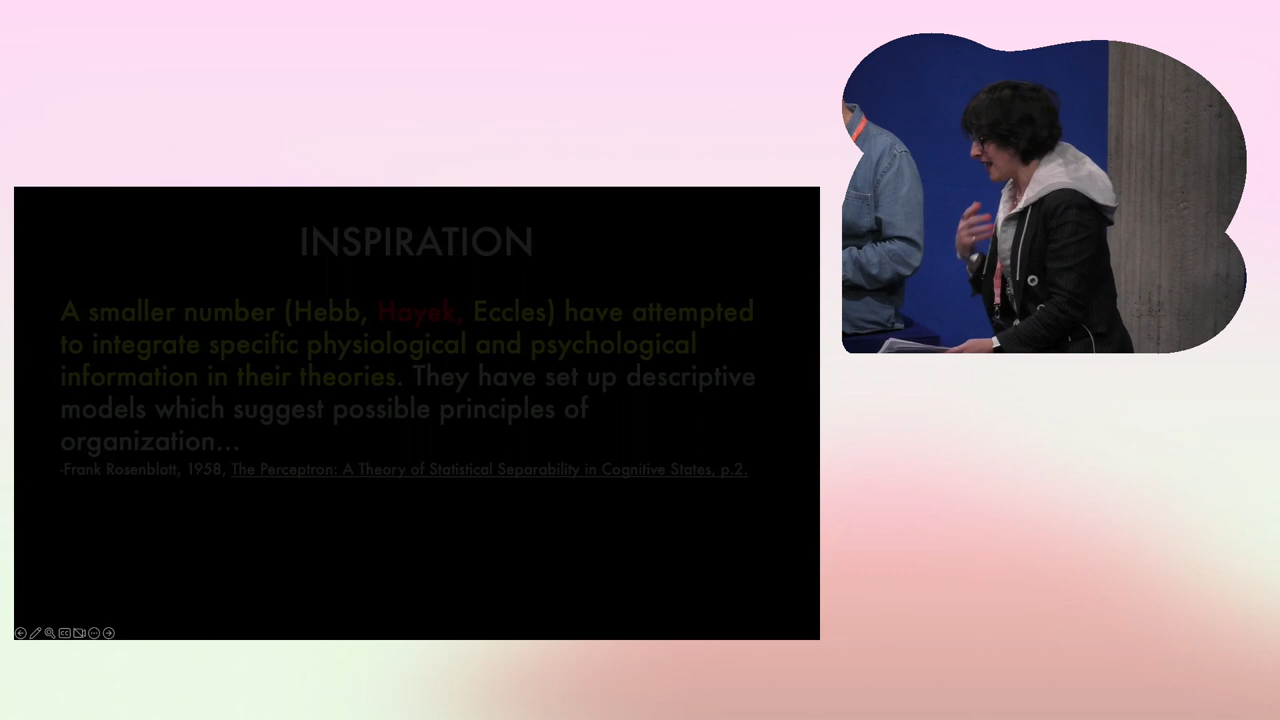 INSPIRATION
A smaller number (Hebb, Hayek, Eccles) have attempted
to integrate specific physiological and psychological
information in their theories. They have set up descriptive
models which suggest possible principles of
organization...
-Frank Rosenblatt, 1958, The Perceptron: A Theory of Statistical Separability in Cognitive States, p.2.